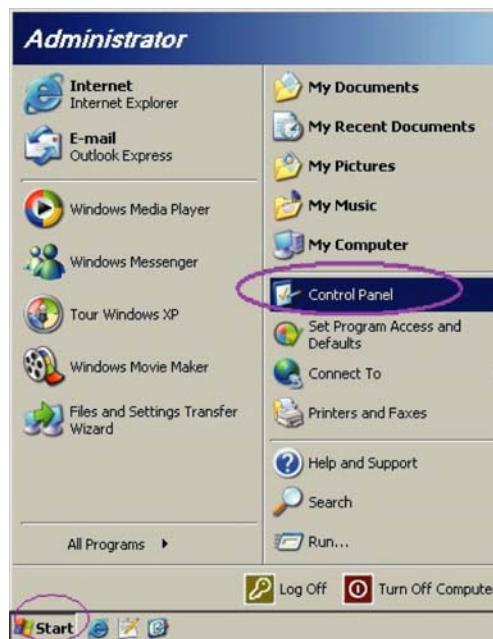 Administrator
Internet
Internet Explorer
E-mail
Outlook Express
Windows Media Player
Windows Messenger
Tour Windows XP
Windows Movie Maker
Files and Settings Transfer
Wizard
All Programs
My Documents
My Recent Documents
My Pictures
My Music
My Computer
Control Panel
Set Program Access and
Defaults
Connect To
Printers and Faxes
Help and Support
Search
Run...
Log Off
Turn Off Compute
Start